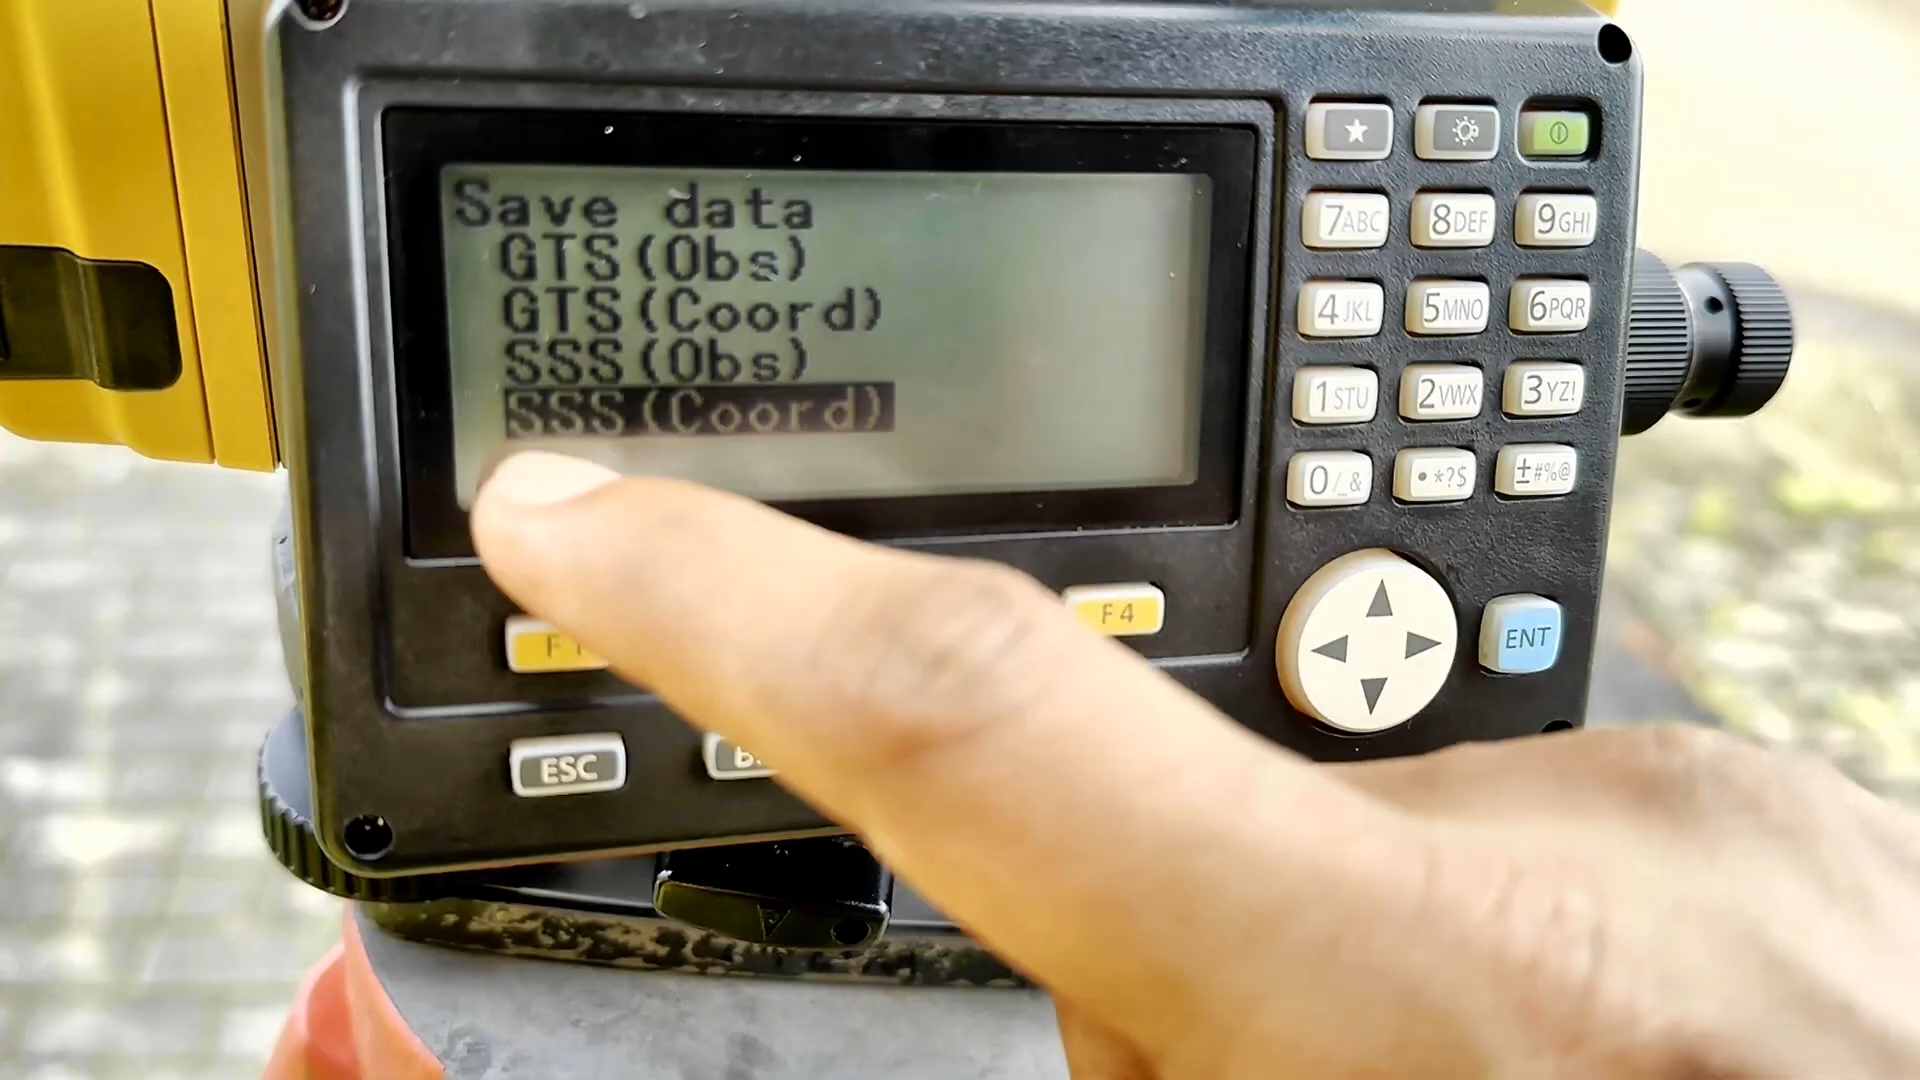 Save data
GTS(Obs)
GTS(Coord)
SSS(Obs)
SSS(Coord)
★
7ABC 8DEF 9GHI
4JKL 5MNO 6PQR
1STU 2VWX 3YZ!
0/_& •*?$ ±#%@
F4
ENT
ESC